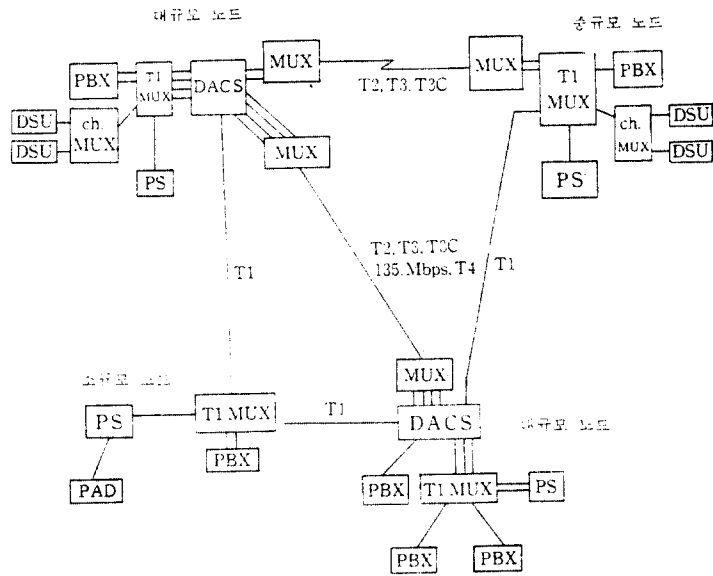 대규모 노드
중규모 노드
PBX
T1
MUX
DACS
MUX
T2, T3, T3C
MUX
T1
MUX
PBX
DSU
DSU
ch.
MUX
PS
MUX
PS
ch.
MUX
DSU
DSU
T1
T2, T3, T3C
135. Mbps, T4
T1
소규모 노드
PS
T1 MUX
T1
MUX
DACS
대규모 노드
PAD
PBX
PBX
T1 MUX
PS
PBX
PBX